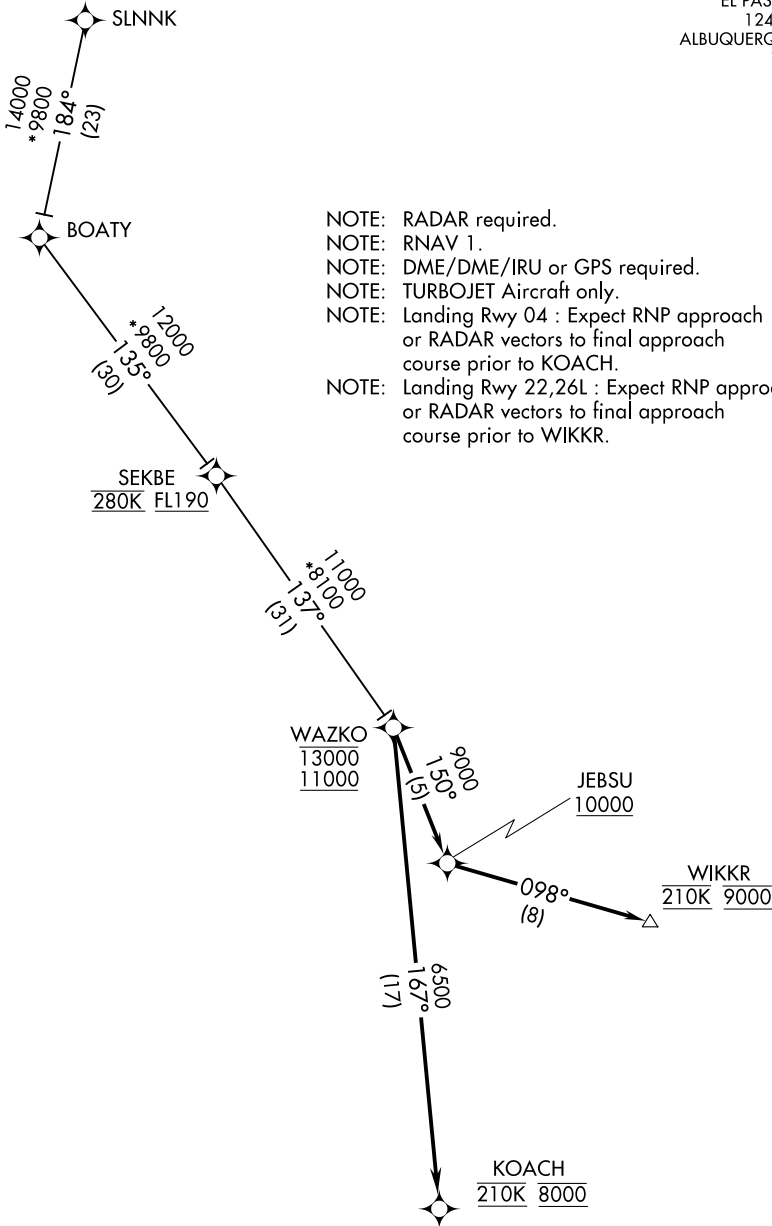 EL PAS
124
ALBUQUERQ
SLNNK
14000
*9800
184°
(23)
BOATY
NOTE: RADAR required.
NOTE: RNAV 1.
NOTE: DME/DME/IRU or GPS required.
NOTE: TURBOJET Aircraft only.
NOTE: Landing Rwy 04 : Expect RNP approach
or RADAR vectors to final approach
course prior to KOACH.
NOTE: Landing Rwy 22,26L : Expect RNP approa
or RADAR vectors to final approach
course prior to WIKKR.
12000
*9800
135°
(30)
SEKBE
280K FL190
11000
*8100
137°
(31)
WAZKO
13000
11000
9000
150°
(5)
JEBSU
10000
098°
(8)
WIKKR
210K 9000
6500
167°
(17)
KOACH
210K 8000